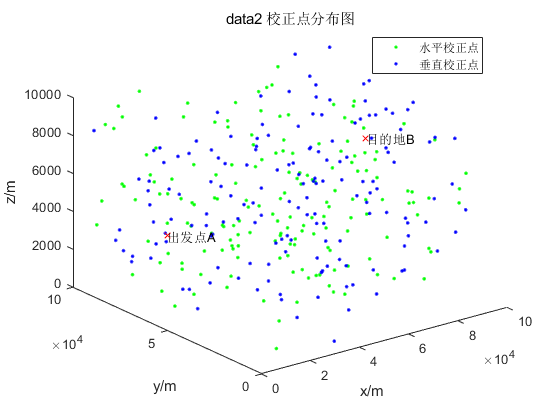 data2 校正点分布图
水平校正点
垂直校正点
10000
8000
6000
4000
2000
0
z/m
目的地B
出发点A
10
5
0
×10⁴
y/m
0
2
4
6
8
10
×10⁴
x/m